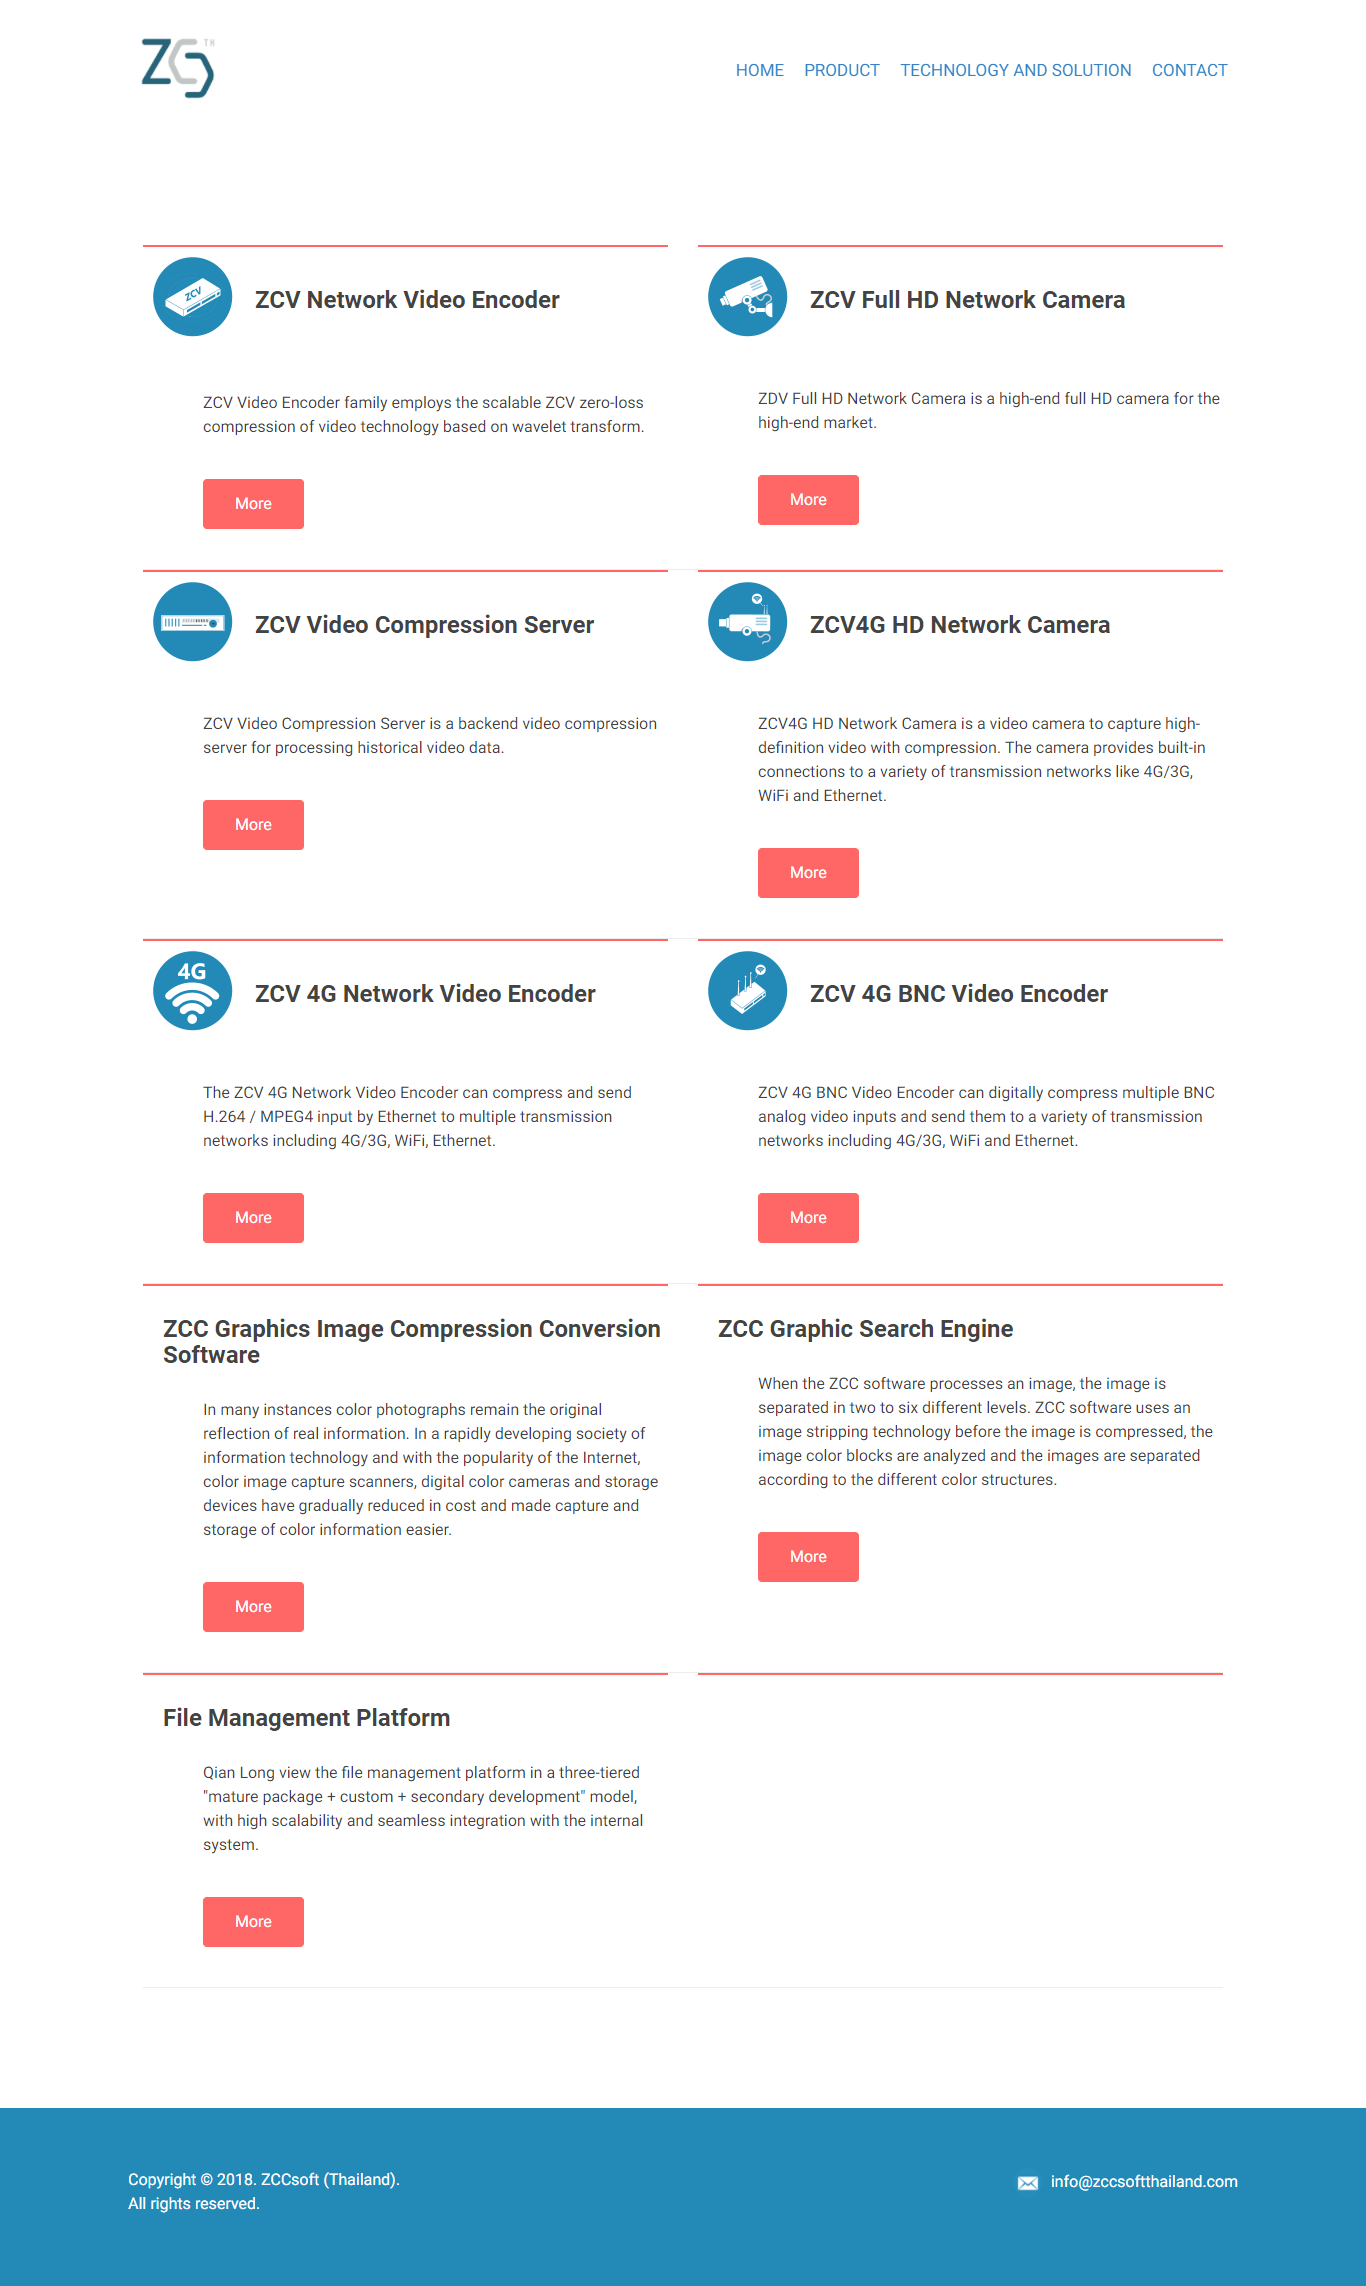 ZCC TH
HOME PRODUCT TECHNOLOGY AND SOLUTION CONTACT
ZCV
ZCV Network Video Encoder
ZCV Video Encoder family employs the scalable ZCV zero-loss
compression of video technology based on wavelet transform.
More
ZCV Full HD Network Camera
ZDV Full HD Network Camera is a high-end full HD camera for the
high-end market.
More
ZCV Video Compression Server
ZCV Video Compression Server is a backend video compression
server for processing historical video data.
More
ZCV4G HD Network Camera
ZCV4G HD Network Camera is a video camera to capture high-
definition video with compression. The camera provides built-in
connections to a variety of transmission networks like 4G/3G,
WiFi and Ethernet.
More
4G
ZCV 4G Network Video Encoder
The ZCV 4G Network Video Encoder can compress and send
H.264 / MPEG4 input by Ethernet to multiple transmission
networks including 4G/3G, WiFi, Ethernet.
More
ZCV 4G BNC Video Encoder
ZCV 4G BNC Video Encoder can digitally compress multiple BNC
analog video inputs and send them to a variety of transmission
networks including 4G/3G, WiFi and Ethernet.
More
ZCC Graphics Image Compression Conversion
Software
In many instances color photographs remain the original
reflection of real information. In a rapidly developing society of
information technology and with the popularity of the Internet,
color image capture scanners, digital color cameras and storage
devices have gradually reduced in cost and made capture and
storage of color information easier.
More
ZCC Graphic Search Engine
When the ZCC software processes an image, the image is
separated in two to six different levels. ZCC software uses an
image stripping technology before the image is compressed, the
image color blocks are analyzed and the images are separated
according to the different color structures.
More
File Management Platform
Qian Long view the file management platform in a three-tiered
"mature package + custom + secondary development" model,
with high scalability and seamless integration with the internal
system.
More
Copyright © 2018. ZCCsoft (Thailand).
All rights reserved.
info@zccsoftthailand.com